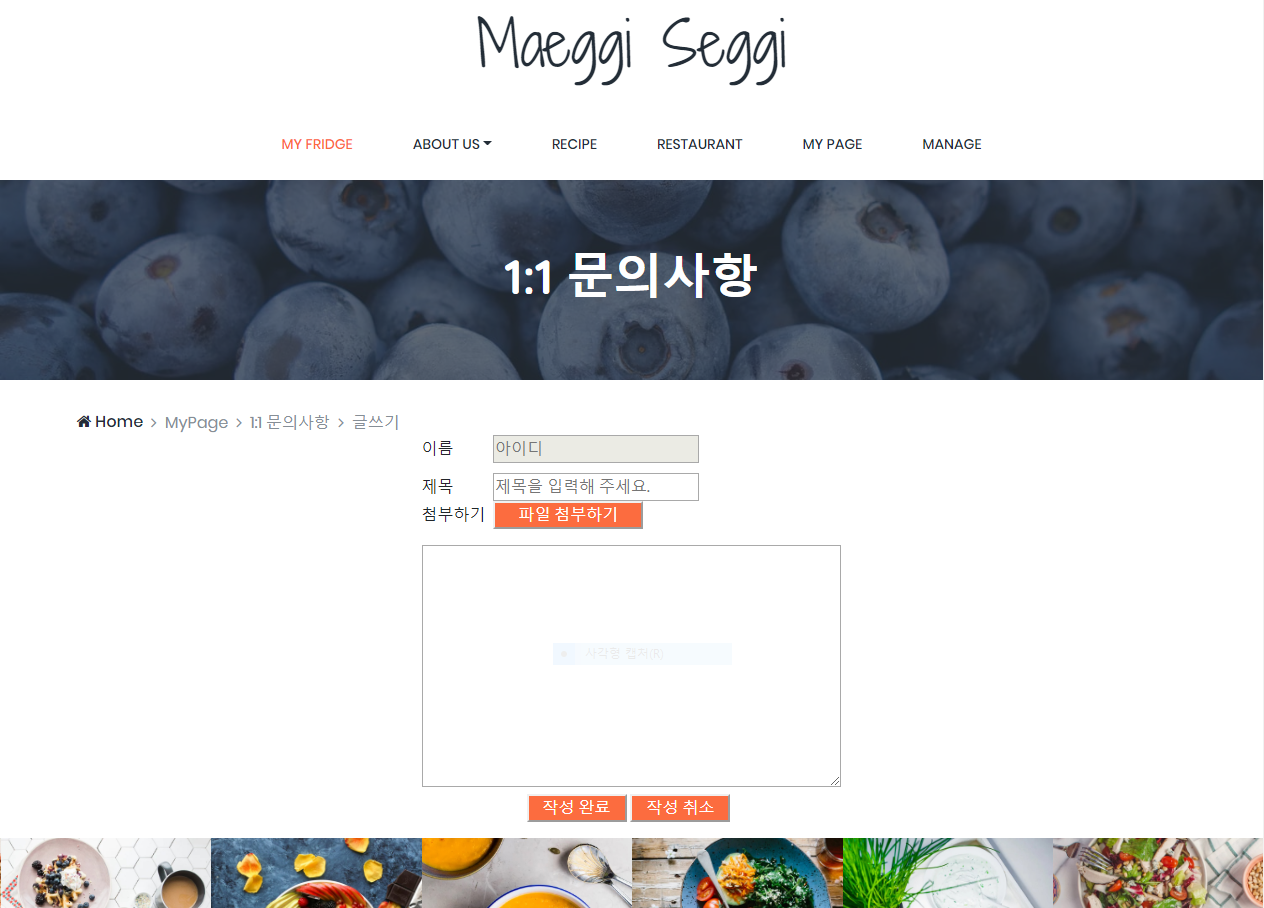 Maeggi Seggi
MY FRIDGE ABOUT US RECIPE RESTAURANT MY PAGE MANAGE
1:1 문의사항
Home > MyPage > 1:1 문의사항 > 글쓰기
이름 아이디
제목 제목을 입력해 주세요.
첨부하기 파일 첨부하기
사각형 캡처(R)
작성 완료 작성 취소